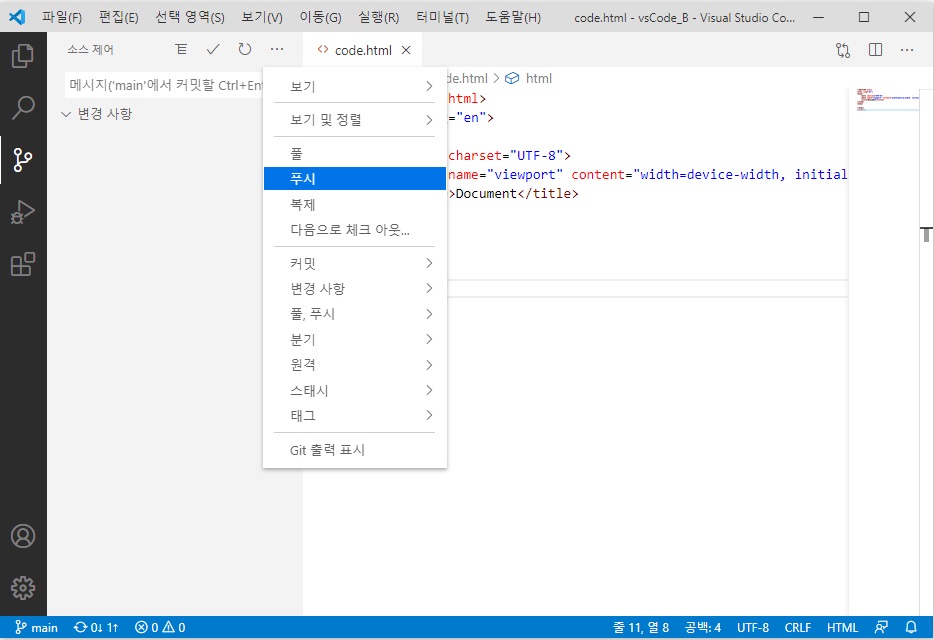 파일(F) 편집(E) 선택 영역(S) 보기(V) 이동(G) 실행(R) 터미널(T) 도움말(H) code.html - vsCode_B - Visual Studio Co...
소스 제어
code.html
메시지('main'에서 커밋할 Ctrl+En
변경 사항
보기
보기 및 정렬
풀
푸시
복제
다음으로 체크 아웃...
커밋
변경 사항
풀, 푸시
분기
원격
스태시
태그
Git 출력 표시
de.html > html
html>
="en">
charset="UTF-8">
name="viewport" content="width=device-width, initial
>Document</title>
main 0↓ 1↑ 0 0 줄 11, 열 8 공백: 4 UTF-8 CRLF HTML